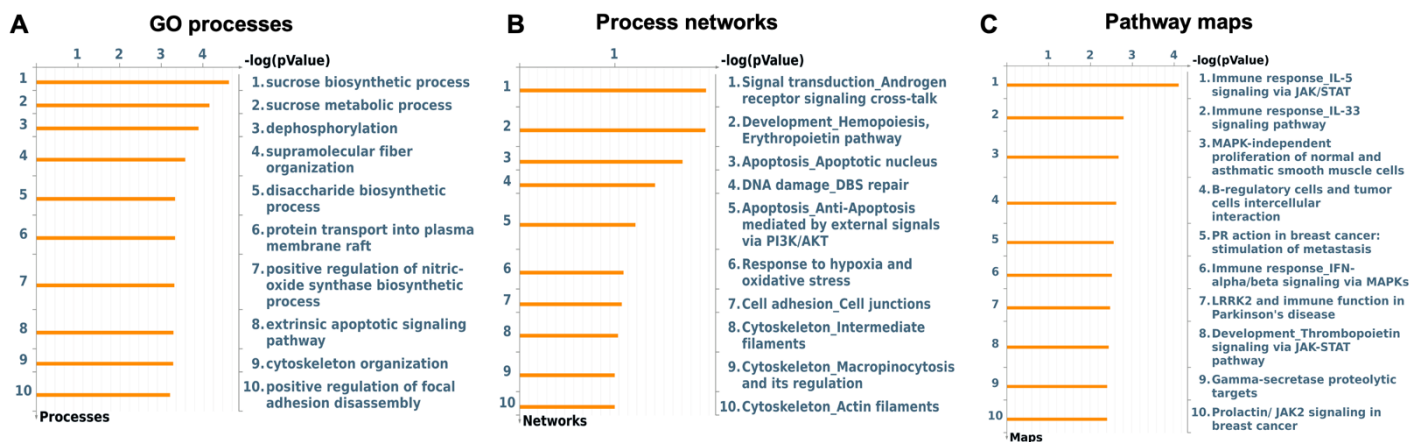 A
GO processes
1 2 3 4
-log(pValue)
1
2
3
4
5
6
7
8
9
10
Processes
1. sucrose biosynthetic process
2. sucrose metabolic process
3. dephosphorylation
4. supramolecular fiber
organization
5. disaccharide biosynthetic
process
6. protein transport into plasma
membrane raft
7. positive regulation of nitric-
oxide synthase biosynthetic
process
8. extrinsic apoptotic signaling
pathway
9. cytoskeleton organization
10. positive regulation of focal
adhesion disassembly
B
Process networks
1
-log(pValue)
1
2
3
4
5
6
7
8
9
10
Networks
1. Signal transduction_Androgen
receptor signaling cross-talk
2. Development_Hemopoiesis,
Erythropoietin pathway
3. Apoptosis_Apoptotic nucleus
4. DNA damage_DBS repair
5. Apoptosis_Anti-Apoptosis
mediated by external signals
via PI3K/AKT
6. Response to hypoxia and
oxidative stress
7. Cell adhesion_Cell junctions
8. Cytoskeleton_Intermediate
filaments
9. Cytoskeleton_Macropinocytosis
and its regulation
10. Cytoskeleton_Actin filaments
C
Pathway maps
1 2 3 4
-log(pValue)
1
2
3
4
5
6
7
8
9
10
Maps
1. Immune response_IL-5
signaling via JAK/STAT
2. Immune response_IL-33
signaling pathway
3. MAPK-independent
proliferation of normal and
asthmatic smooth muscle cells
4. B-regulatory cells and tumor
cells intercellular
interaction
5. PR action in breast cancer:
stimulation of metastasis
6. Immune response_IFN-
alpha/beta signaling via MAPKs
7. LRRK2 and immune function in
Parkinson's disease
8. Development_Thrombopoietin
signaling via JAK-STAT
pathway
9. Gamma-secretase proteolytic
targets
10. Prolactin/ JAK2 signaling in
breast cancer